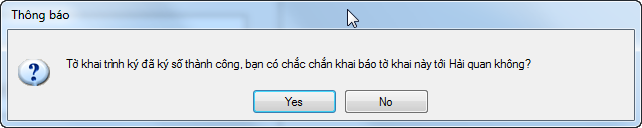 Thông báo
Tờ khai trình ký đã ký số thành công, bạn có chắc chắn khai báo tờ khai này tới Hải quan không?
Yes
No